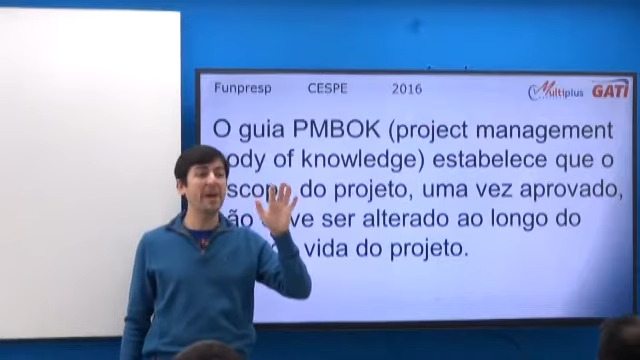 Funpresp CESPE 2016
Multiplus GATI
O guia PMBOK (project management
ody of knowledge) estabelece que o
scopo do projeto, uma vez aprovado,
ão ve ser alterado ao longo do
vida do projeto.